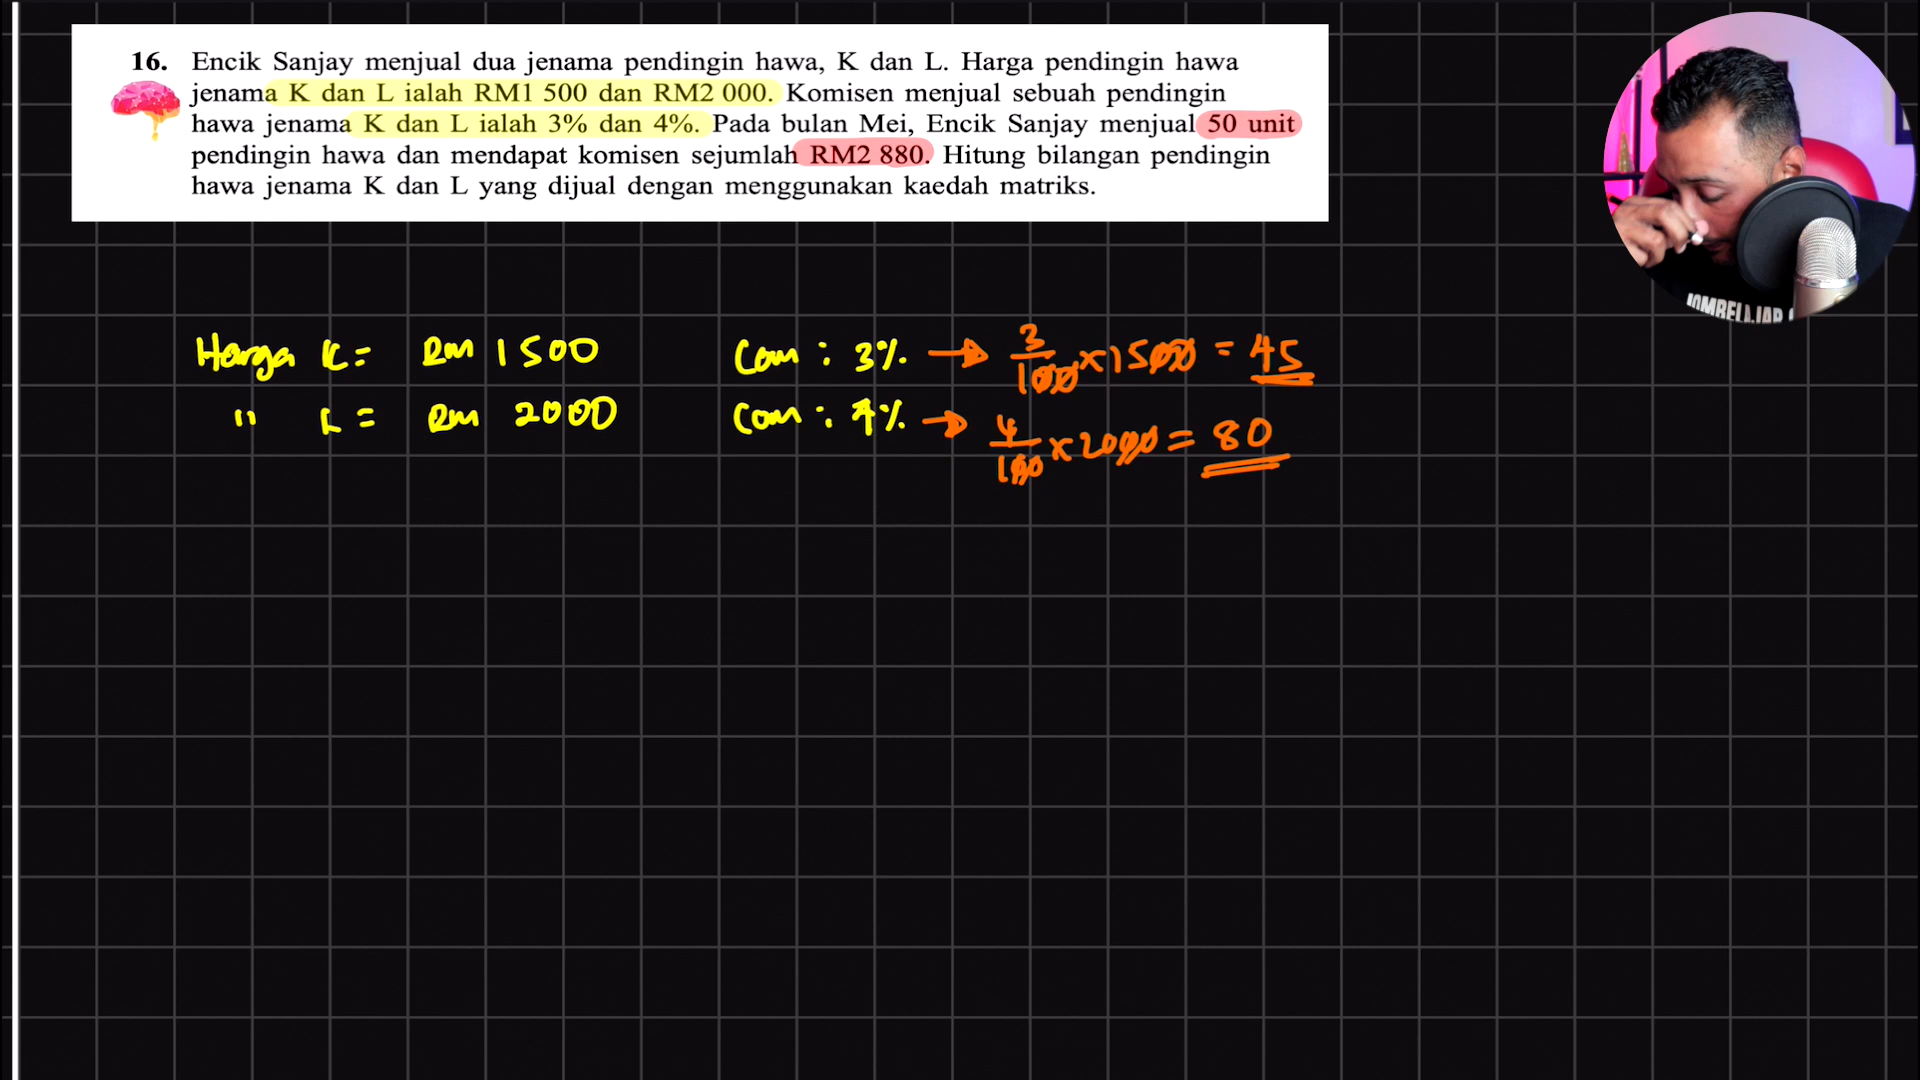 16. Encik Sanjay menjual dua jenama pendingin hawa, K dan L. Harga pendingin hawa
jenama K dan L ialah RM1 500 dan RM2 000. Komisen menjual sebuah pendingin
hawa jenama K dan L ialah 3% dan 4%. Pada bulan Mei, Encik Sanjay menjual 50 unit
pendingin hawa dan mendapat komisen sejumlah RM2 880. Hitung bilangan pendingin
hawa jenama K dan L yang dijual dengan menggunakan kaedah matriks.
Harga K = RM 1500 Com : 3% → 3/100 × 1500 = 45
" L = RM 2000 Com : 4% → 4/100 × 2000 = 80